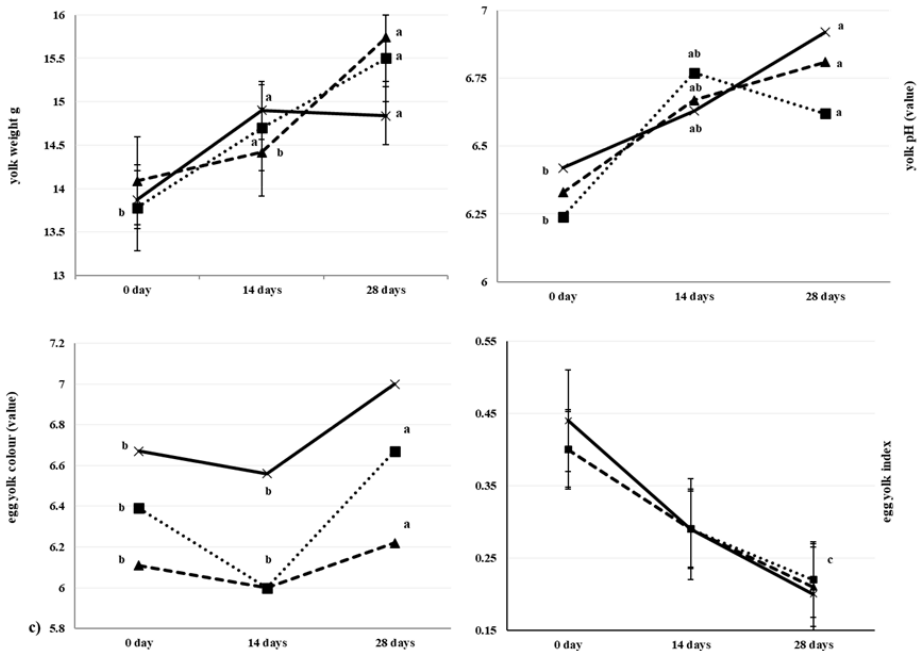 16
15.5
15
14.5
14
13.5
13
yolk weight g
0 day
14 days
28 days
b
a
a
b
a
a
a
7
6.75
6.5
6.25
6
yolk pH (value)
0 day
14 days
28 days
b
b
ab
ab
ab
a
a
a
7.2
7
6.8
6.6
6.4
6.2
6
5.8
egg yolk colour (value)
c)
0 day
14 days
28 days
b
b
b
b
b
a
a
0.55
0.45
0.35
0.25
0.15
egg yolk index
0 day
14 days
28 days
c